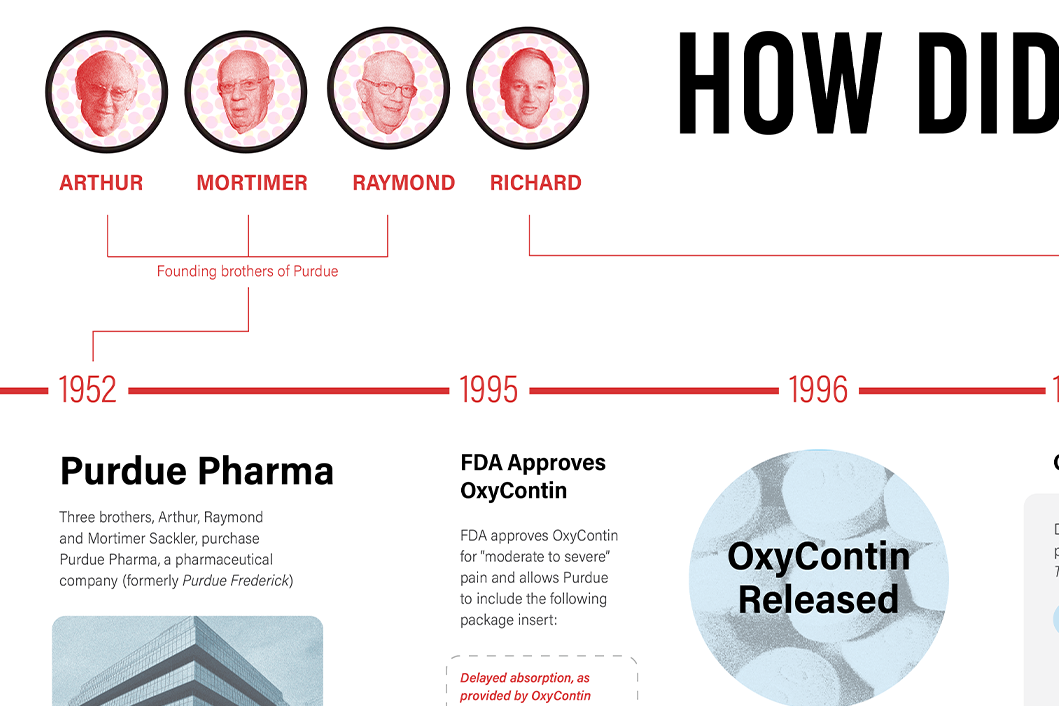 HOW DID
ARTHUR
MORTIMER
RAYMOND
RICHARD
Founding brothers of Purdue
1952
1995
1996
Purdue Pharma
Three brothers, Arthur, Raymond
and Mortimer Sackler, purchase
Purdue Pharma, a pharmaceutical
company (formerly Purdue Frederick)
FDA Approves
OxyContin
FDA approves OxyContin
for "moderate to severe"
pain and allows Purdue
to include the following
package insert:
Delayed absorption, as
provided by OxyContin
OxyContin
Released